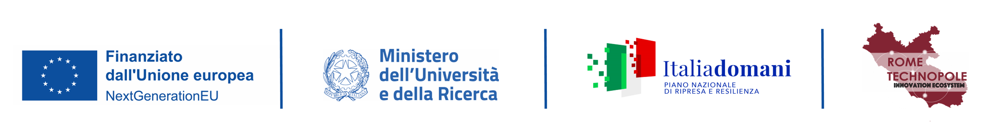 Finanziato
dall'Unione europea
NextGenerationEU
REPVBBLICA ITALIANA
Ministero
dell'Università
e della Ricerca
Italiadomani
PIANO NAZIONALE
DI RIPRESA E RESILIENZA
ROME
TECHNOPOLE
INNOVATION ECOSYSTEM